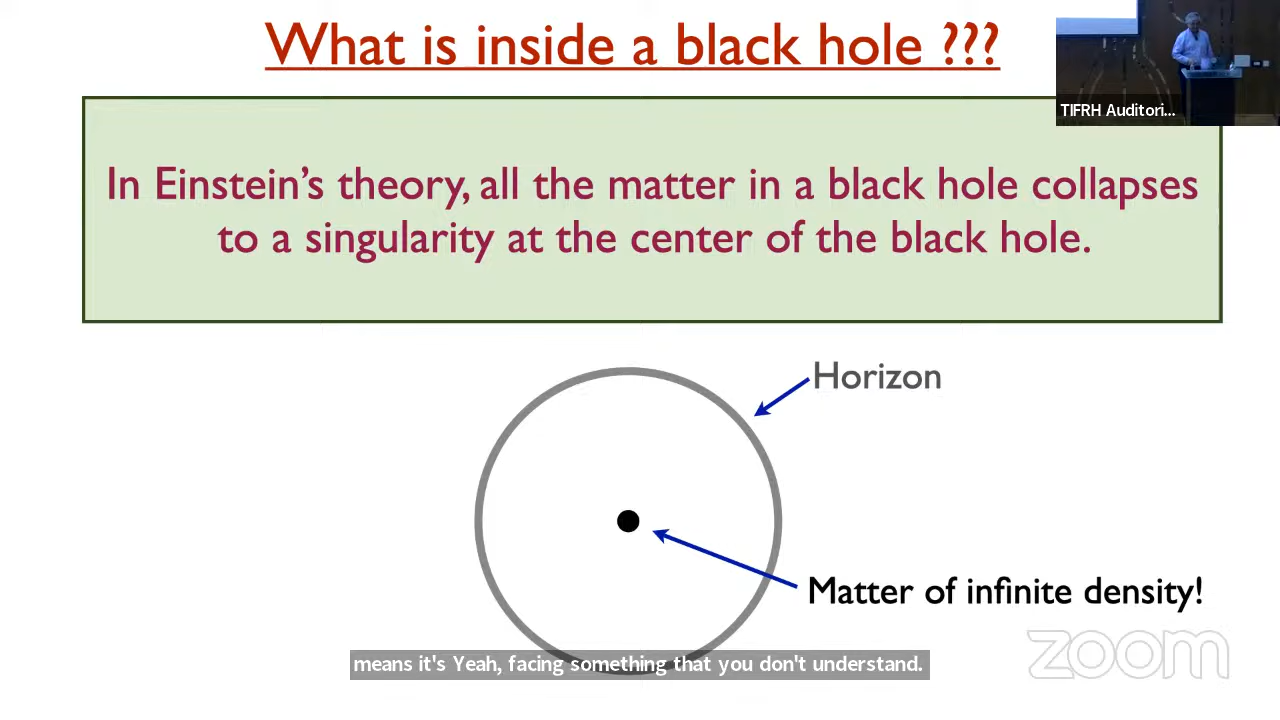 What is inside a black hole ???
TIFRH Auditori...
In Einstein's theory, all the matter in a black hole collapses
to a singularity at the center of the black hole.
Horizon
Matter of infinite density!
zoom
means it's Yeah, facing something that you don't understand.